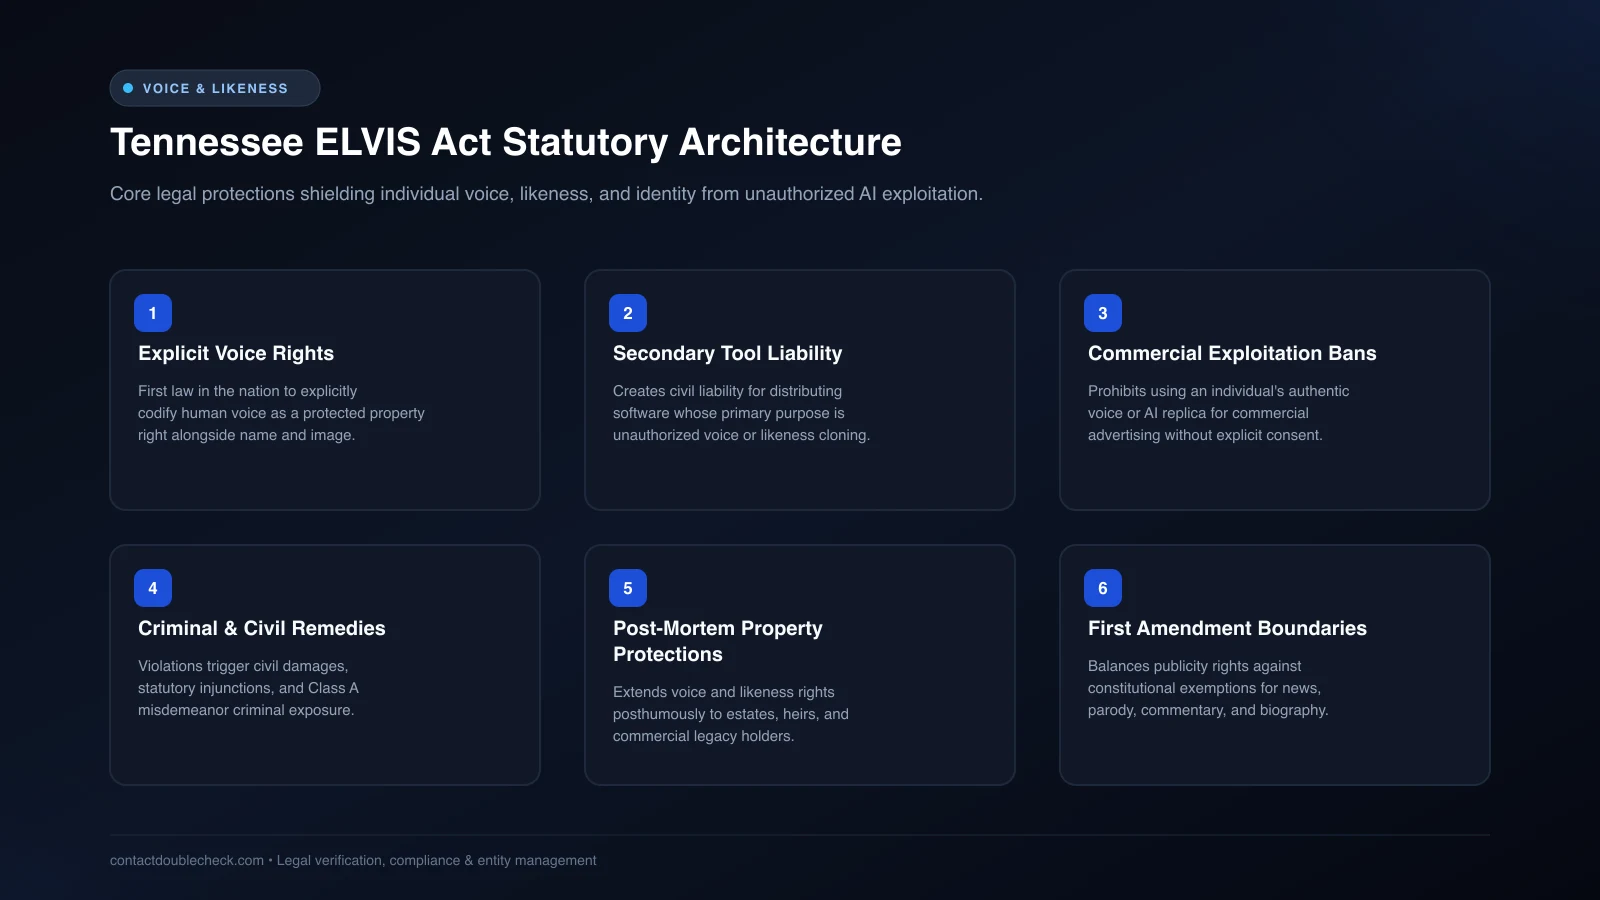 VOICE & LIKENESS
Tennessee ELVIS Act Statutory Architecture
Core legal protections shielding individual voice, likeness, and identity from unauthorized AI exploitation.
1
Explicit Voice Rights
First law in the nation to explicitly
codify human voice as a protected property
right alongside name and image.
2
Secondary Tool Liability
Creates civil liability for distributing
software whose primary purpose is
unauthorized voice or likeness cloning.
3
Commercial Exploitation Bans
Prohibits using an individual's authentic
voice or AI replica for commercial
advertising without explicit consent.
4
Criminal & Civil Remedies
Violations trigger civil damages,
statutory injunctions, and Class A
misdemeanor criminal exposure.
5
Post-Mortem Property
Protections
Extends voice and likeness rights
posthumously to estates, heirs, and
commercial legacy holders.
6
First Amendment Boundaries
Balances publicity rights against
constitutional exemptions for news,
parody, commentary, and biography.
contactdoublecheck.com • Legal verification, compliance & entity management